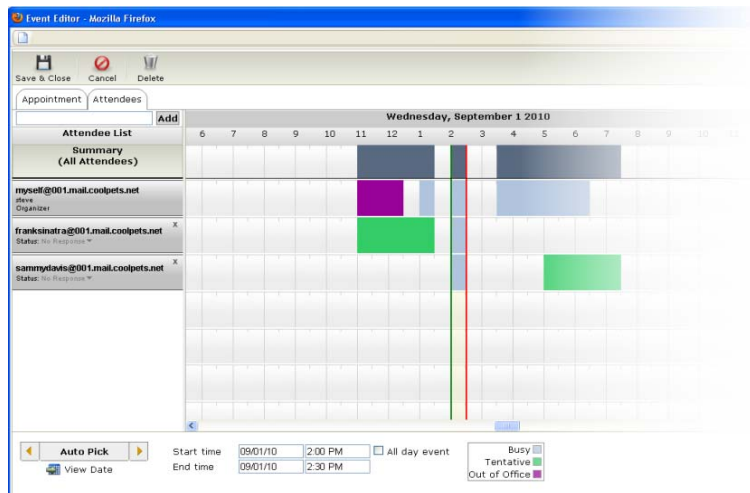 Event Editor - Mozilla Firefox
Save & Close Cancel Delete
Appointment Attendees
Add
Wednesday, September 1 2010
Attendee List
6 7 8 9 10 11 12 1 2 3 4 5 6 7 8 9 10 11
Summary
(All Attendees)
myself@001.mail.coolpets.net
steve
Organizer
franksinatra@001.mail.coolpets.net x
Status: No Response
sammydavis@001.mail.coolpets.net x
Status: No Response
Auto Pick
View Date
Start time 09/01/10 2:00 PM All day event
End time 09/01/10 2:30 PM
Busy
Tentative
Out of Office